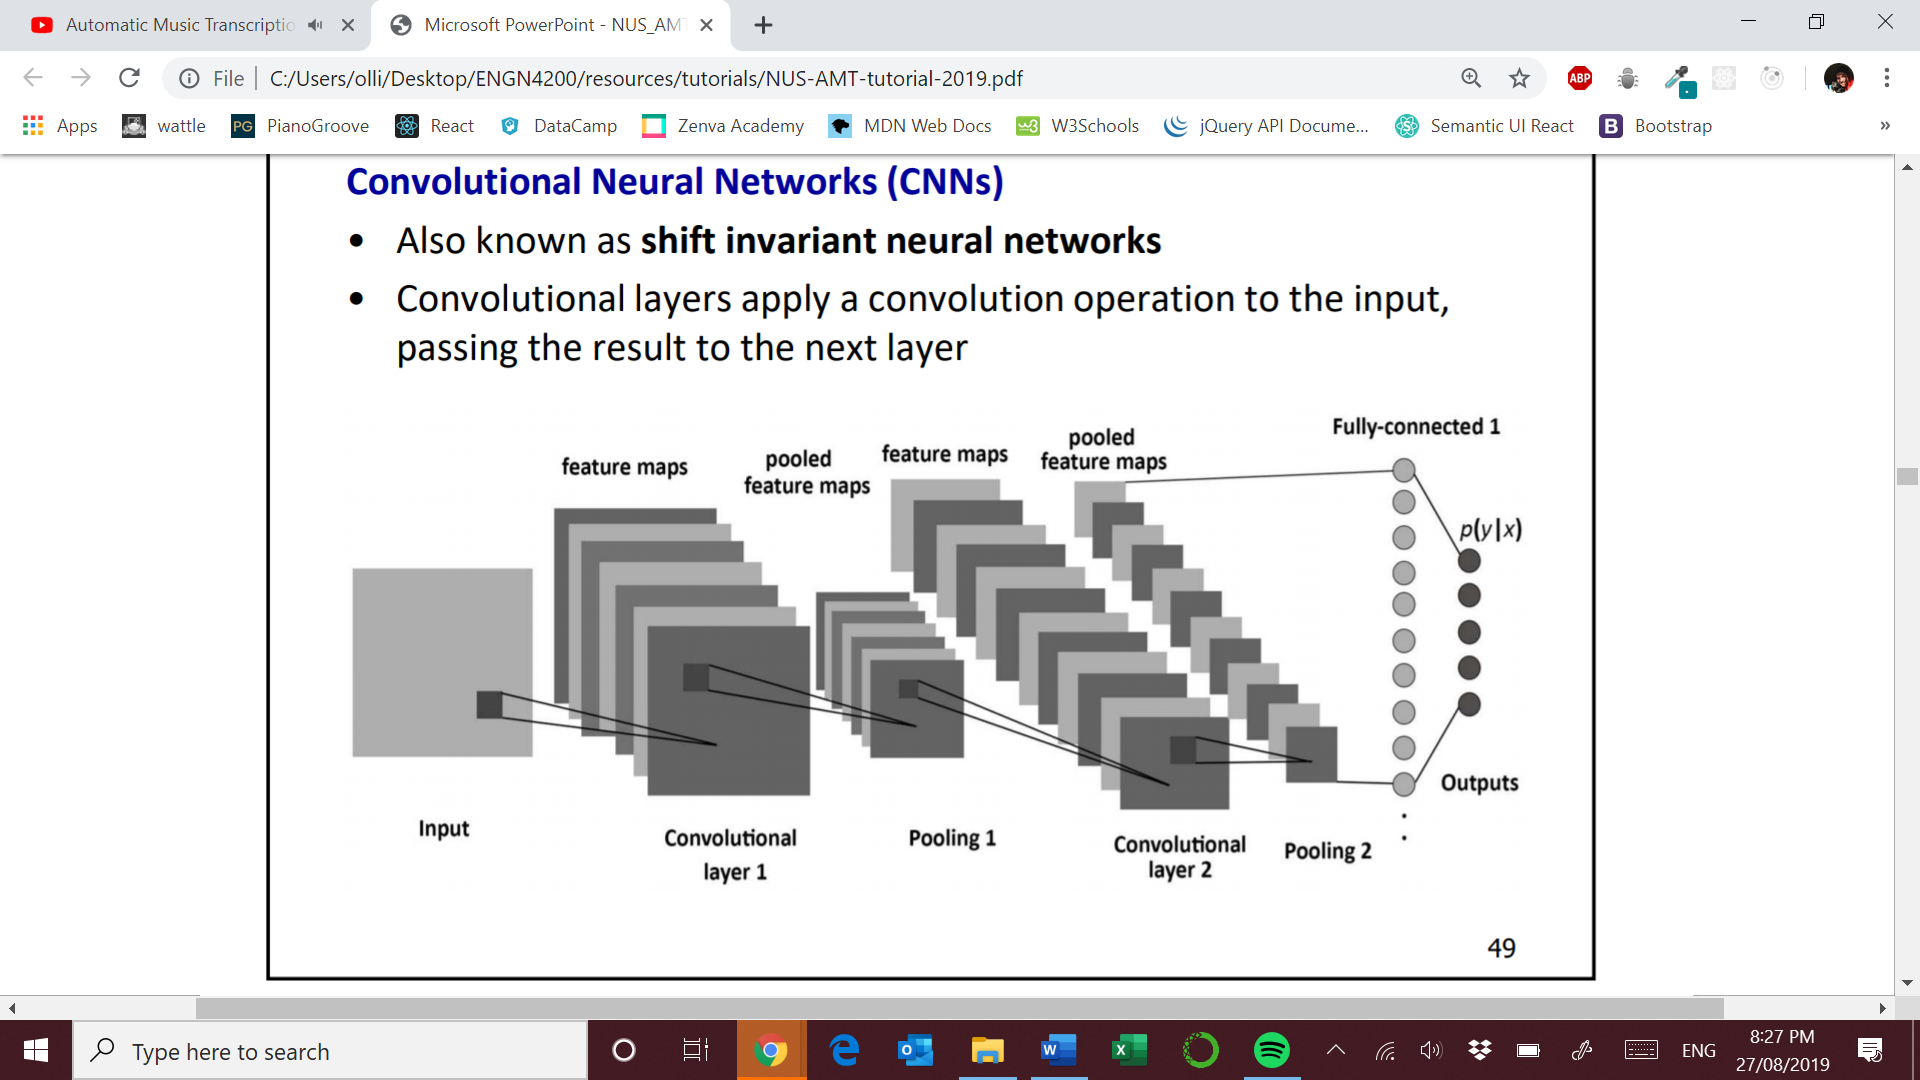 Automatic Music Transcriptio
Microsoft PowerPoint - NUS_AMT
File
C:/Users/olli/Desktop/ENGN4200/resources/tutorials/NUS-AMT-tutorial-2019.pdf
ABP
Apps
wattle
PG PianoGroove
React
DataCamp
Zenva Academy
MDN Web Docs
w3 W3Schools
jQuery API Docume...
Semantic UI React
B Bootstrap
»
Convolutional Neural Networks (CNNs)
• Also known as shift invariant neural networks
• Convolutional layers apply a convolution operation to the input,
passing the result to the next layer
feature maps
pooled
feature maps
feature maps
pooled
feature maps
Fully-connected 1
p(y|x)
Outputs
Input
Convolutional
layer 1
Pooling 1
Convolutional
layer 2
Pooling 2
49
Type here to search
ENG
8:27 PM
27/08/2019